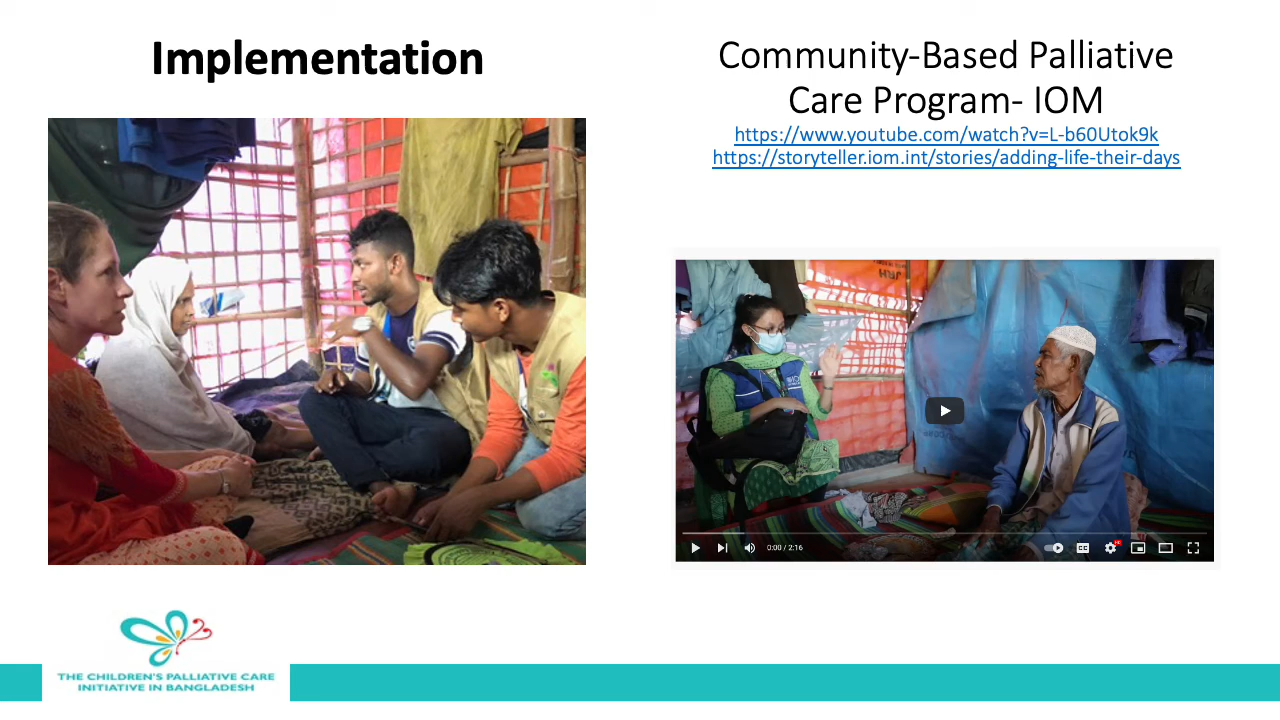 Implementation
Community-Based Palliative
Care Program- IOM
https://www.youtube.com/watch?v=L-b60Utok9k
https://storyteller.iom.int/stories/adding-life-their-days
0:00 / 2:16
THE CHILDREN'S PALLIATIVE CARE
INITIATIVE IN BANGLADESH